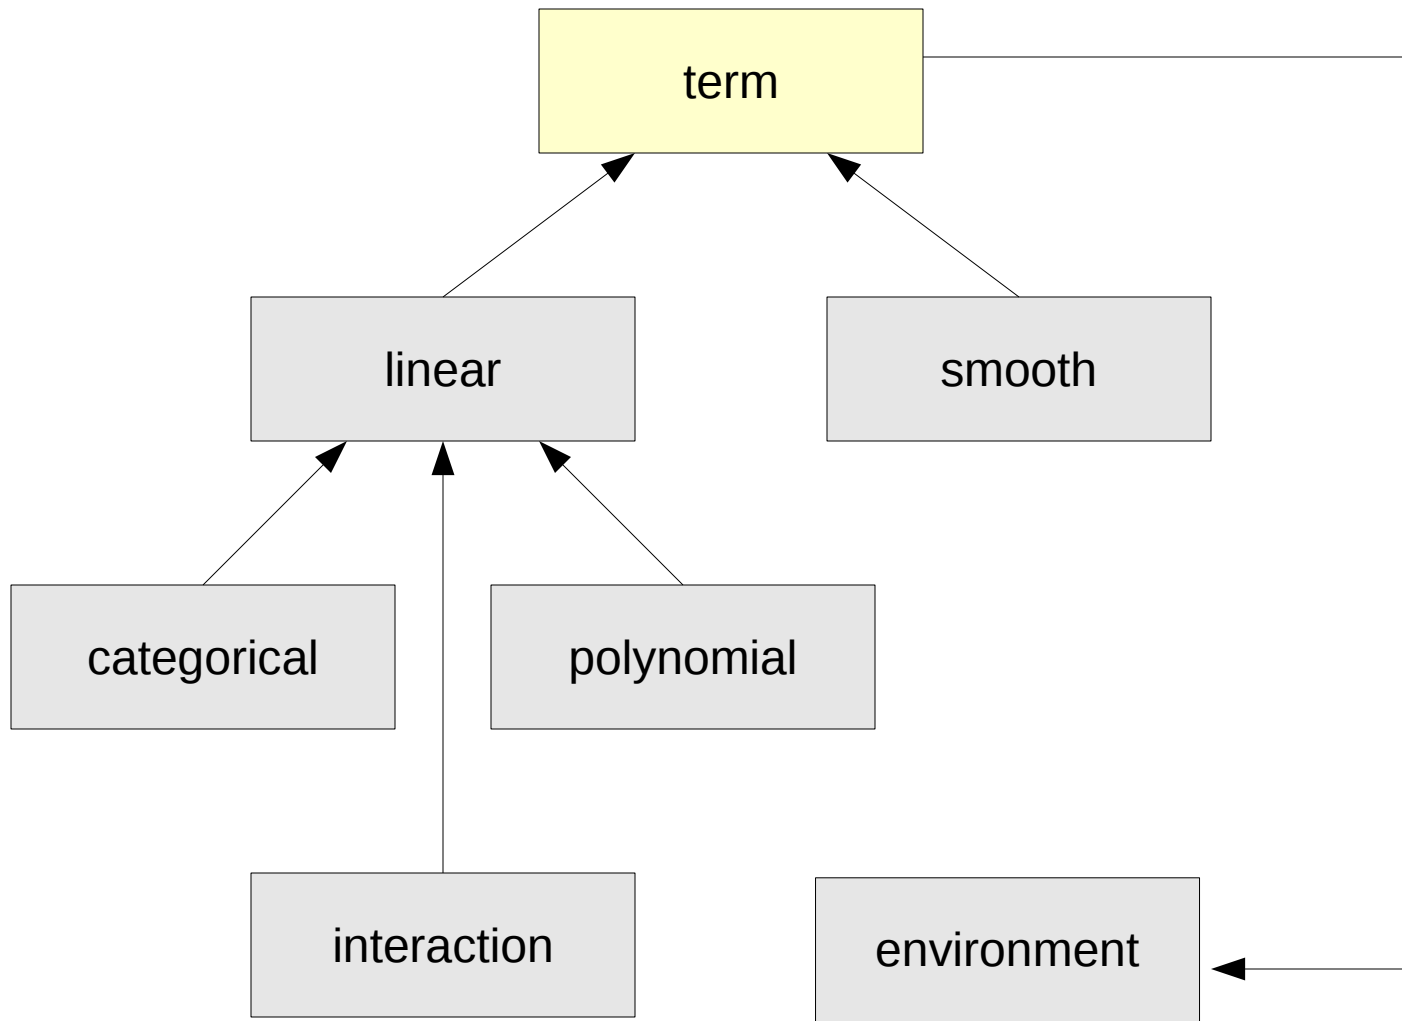 term
linear
smooth
categorical
polynomial
interaction
environment